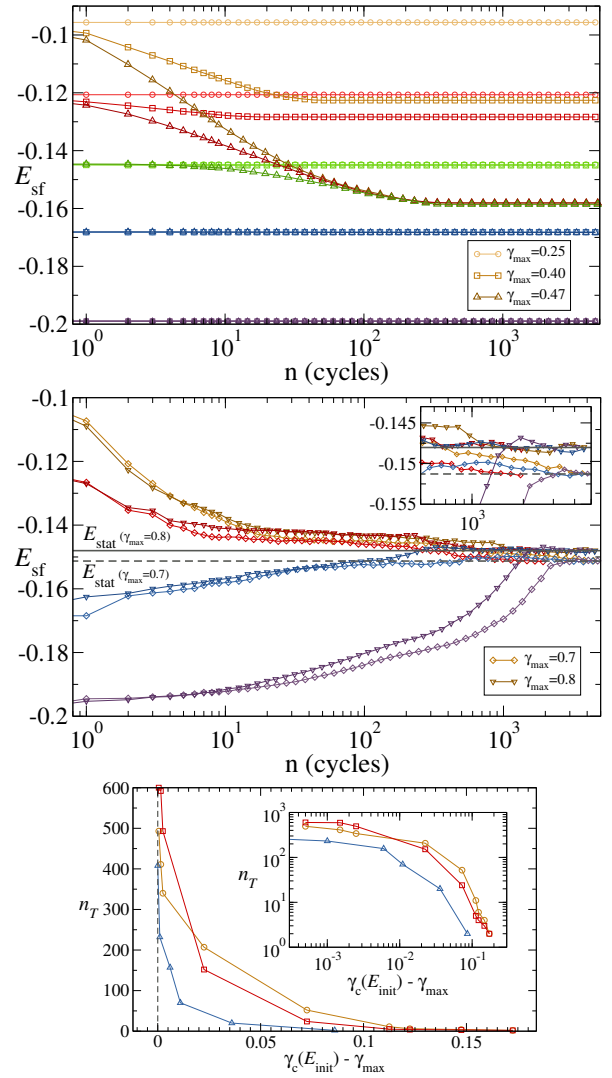 -0.1
-0.12
-0.14
E_sf
-0.16
-0.18
-0.2
γ_max=0.25
γ_max=0.40
γ_max=0.47
10^0 10^1 10^2 10^3
n (cycles)
-0.1
-0.12
-0.14
E_sf
-0.16
-0.18
-0.2
-0.145
-0.15
-0.155
10^3
E_stat (γ_max=0.8)
E_stat (γ_max=0.7)
γ_max=0.7
γ_max=0.8
10^0 10^1 10^2 10^3
n (cycles)
600
500
400
300
n_T
200
100
0
10^3
10^2
n_T
10^1
10^0
10^-3 10^-2 10^-1
γ_c(E_init) - γ_max
0 0.05 0.1 0.15
γ_c(E_init) - γ_max